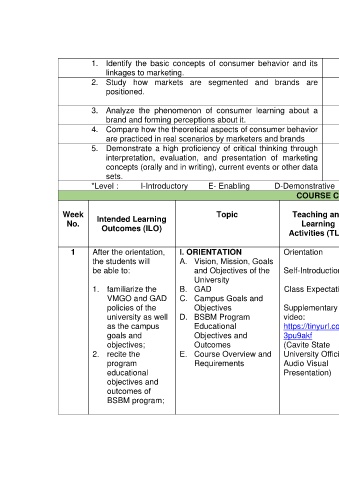 1. Identify the basic concepts of consumer behavior and its
linkages to marketing.
2. Study how markets are segmented and brands are
positioned.
3. Analyze the phenomenon of consumer learning about a
brand and forming perceptions about it.
4. Compare how the theoretical aspects of consumer behavior
are practiced in real scenarios by marketers and brands
5. Demonstrate a high proficiency of critical thinking through
interpretation, evaluation, and presentation of marketing
concepts (orally and in writing), current events or other data
sets.
*Level : I-Introductory E- Enabling D-Demonstrative
COURSE C
Week
No.
Intended Learning
Outcomes (ILO)
Topic
Teaching an
Learning
Activities (TL
1
After the orientation,
the students will
be able to:
1. familiarize the
VMGO and GAD
policies of the
university as well
as the campus
goals and
objectives;
2. recite the
program
educational
objectives and
outcomes of
BSBM program;
I. ORIENTATION
A. Vision, Mission, Goals
and Objectives of the
University
B. GAD
C. Campus Goals and
Objectives
D. BSBM Program
Educational
Objectives and
Outcomes
E. Course Overview and
Requirements
Orientation
Self-Introduction
Class Expectati
Supplementary
video:
https://tinyurl.co
3pu9akf
(Cavite State
University Offici
Audio Visual
Presentation)